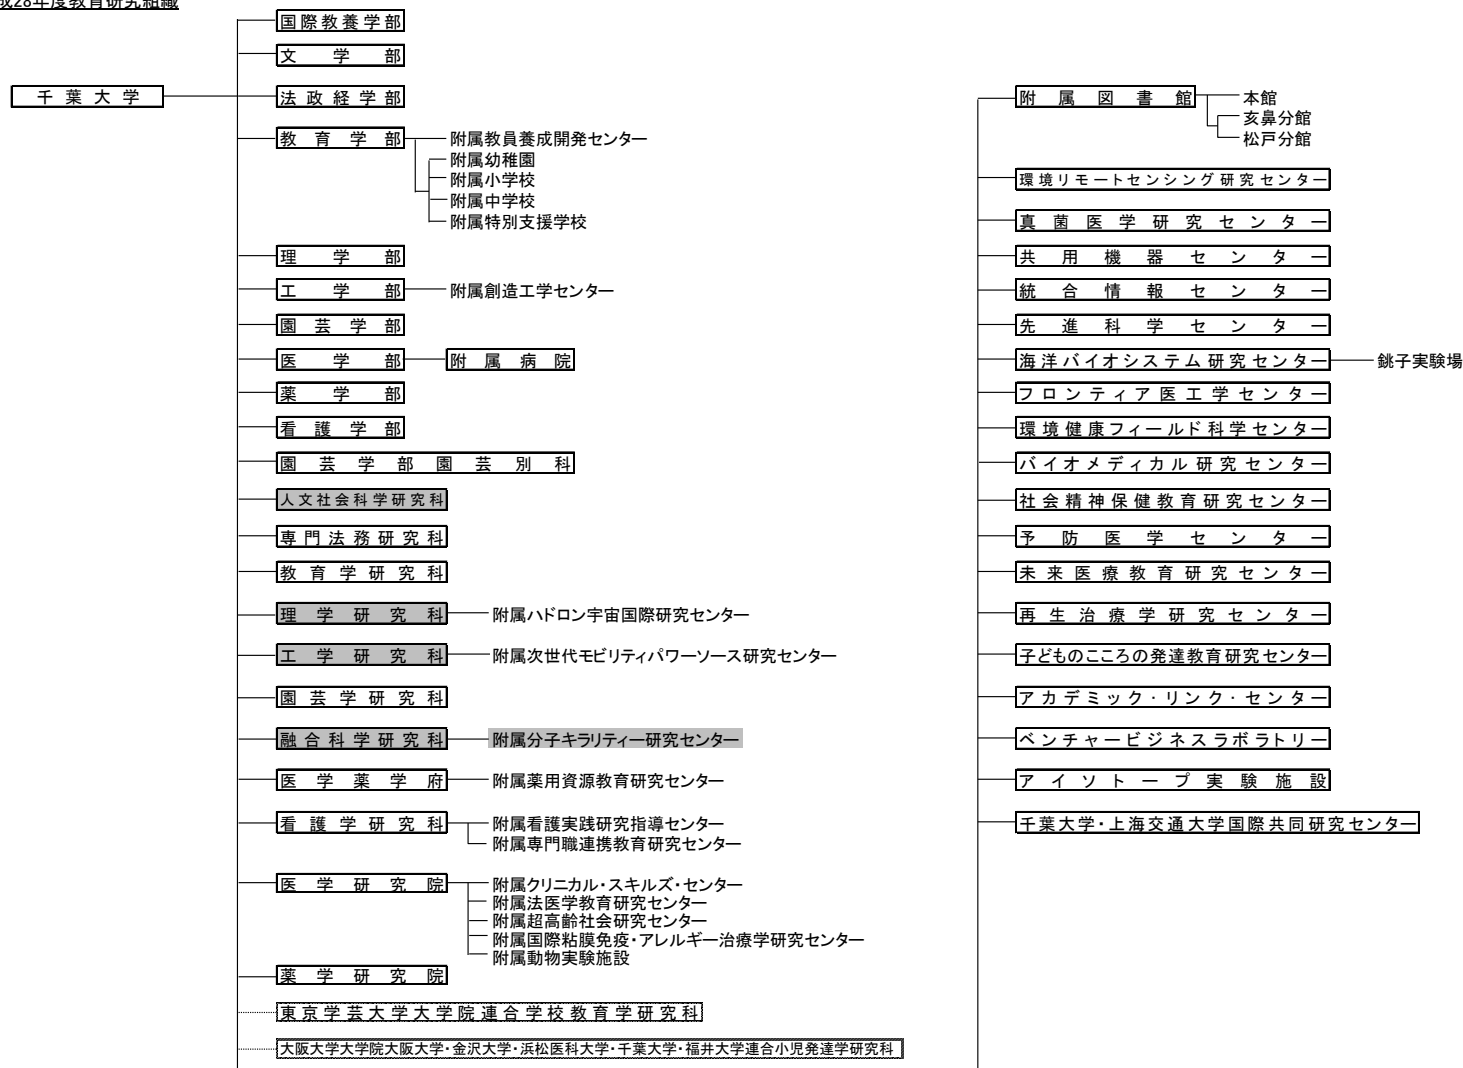 成28年度教育研究組織
千葉大学
国際教養学部
文学部
法政経学部
教育学部
附属教員養成開発センター
附属幼稚園
附属小学校
附属中学校
附属特別支援学校
理学部
工学部
附属創造工学センター
園芸学部
医学部
附属病院
薬学部
看護学部
園芸学部園芸別科
人文社会科学研究科
専門法務研究科
教育学研究科
理学研究科
附属ハドロン宇宙国際研究センター
工学研究科
附属次世代モビリティパワーソース研究センター
園芸学研究科
融合科学研究科
附属分子キラリティー研究センター
医学薬学府
附属薬用資源教育研究センター
看護学研究科
附属看護実践研究指導センター
附属専門職連携教育研究センター
医学研究院
附属クリニカル・スキルズ・センター
附属法医学教育研究センター
附属超高齢社会研究センター
附属国際粘膜免疫・アレルギー治療学研究センター
附属動物実験施設
薬学研究院
東京学芸大学大学院連合学校教育学研究科
大阪大学大学院大阪大学・金沢大学・浜松医科大学・千葉大学・福井大学連合小児発達学研究科
附属図書館
本館
亥鼻分館
松戸分館
環境リモートセンシング研究センター
真菌医学研究センター
共用機器センター
統合情報センター
先進科学センター
海洋バイオシステム研究センター
銚子実験場
フロンティア医工学センター
環境健康フィールド科学センター
バイオメディカル研究センター
社会精神保健教育研究センター
予防医学センター
未来医療教育研究センター
再生治療学研究センター
子どものこころの発達教育研究センター
アカデミック・リンク・センター
ベンチャービジネスラボラトリー
アイソトープ実験施設
千葉大学・上海交通大学国際共同研究センター